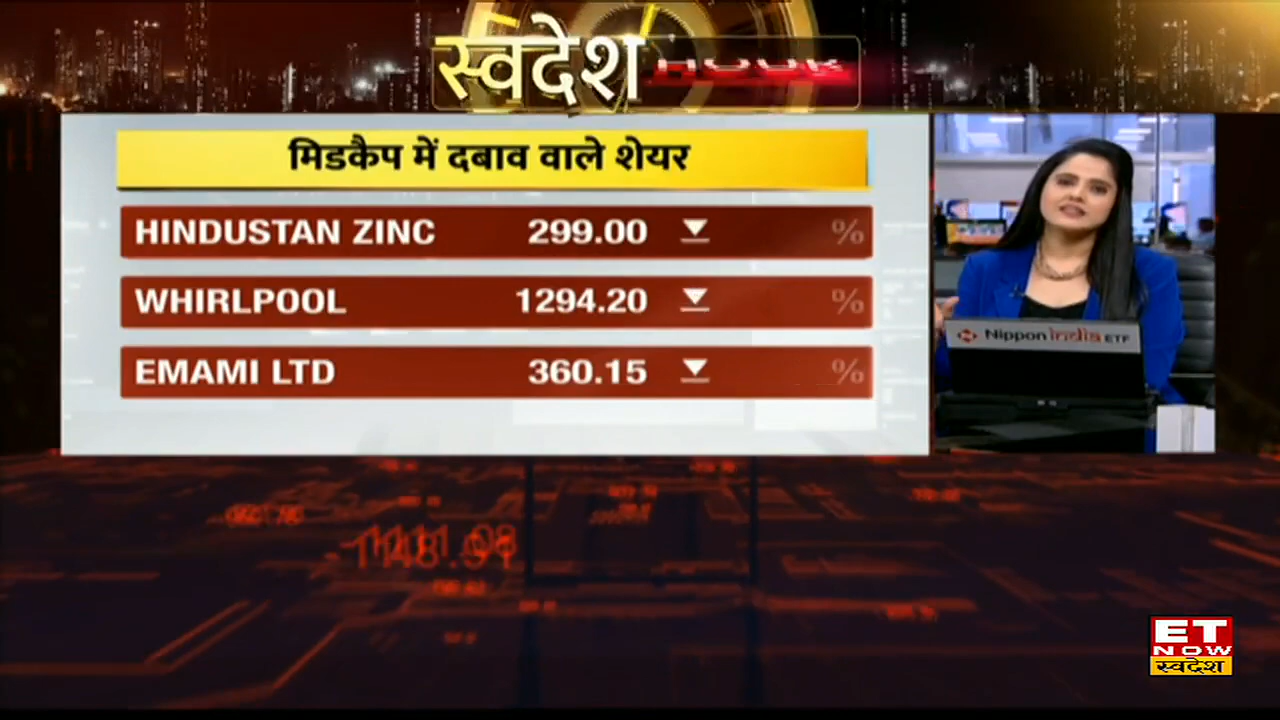 स्वदेश
मिडकैप में दबाव वाले शेयर
HINDUSTAN ZINC 299.00 %
WHIRLPOOL 1294.20 %
EMAMI LTD 360.15 %
Nippon india ETF
ET
NOW
स्वदेश